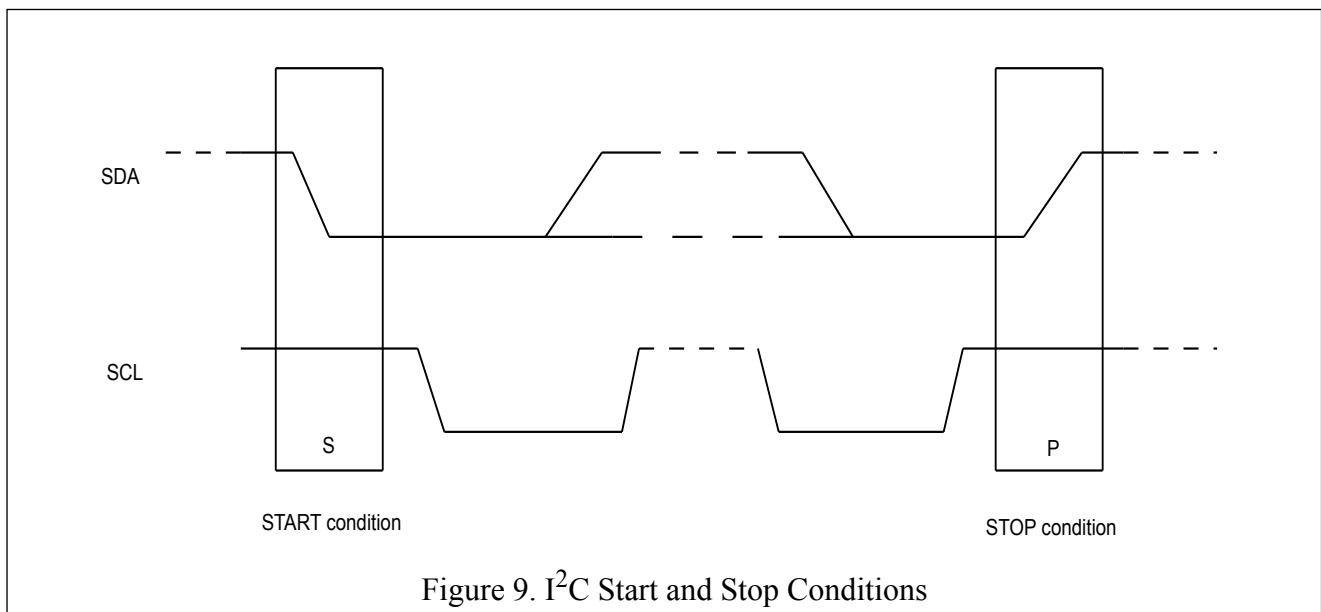 SDA
SCL
S
P
START condition
STOP condition
Figure 9. I²C Start and Stop Conditions